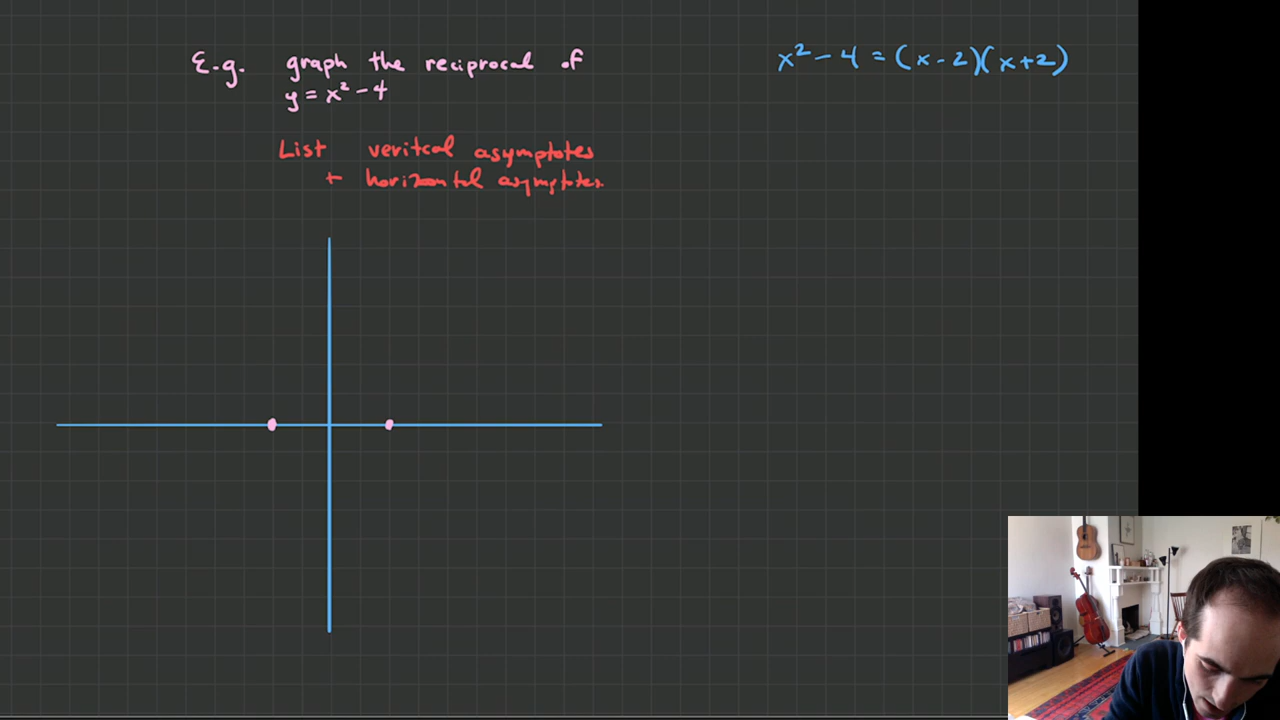 E.g. graph the reciprocal of
y = x² - 4
List veritcal asymptotes
+ horizontal asymptotes.
x² - 4 = (x - 2)(x + 2)